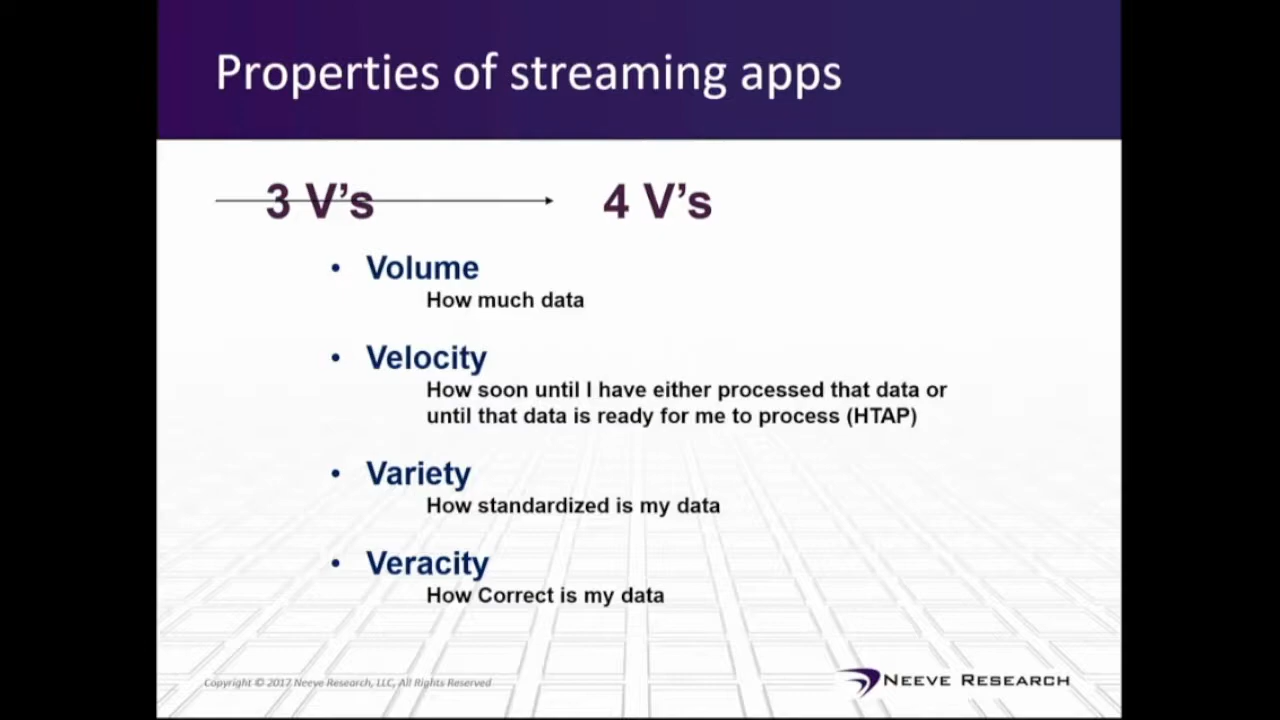 Properties of streaming apps
3 V’s 4 V’s
• Volume
How much data
• Velocity
How soon until I have either processed that data or
until that data is ready for me to process (HTAP)
• Variety
How standardized is my data
• Veracity
How Correct is my data
Copyright © 2017 Neeve Research, LLC, All Rights Reserved
NEEVE RESEARCH